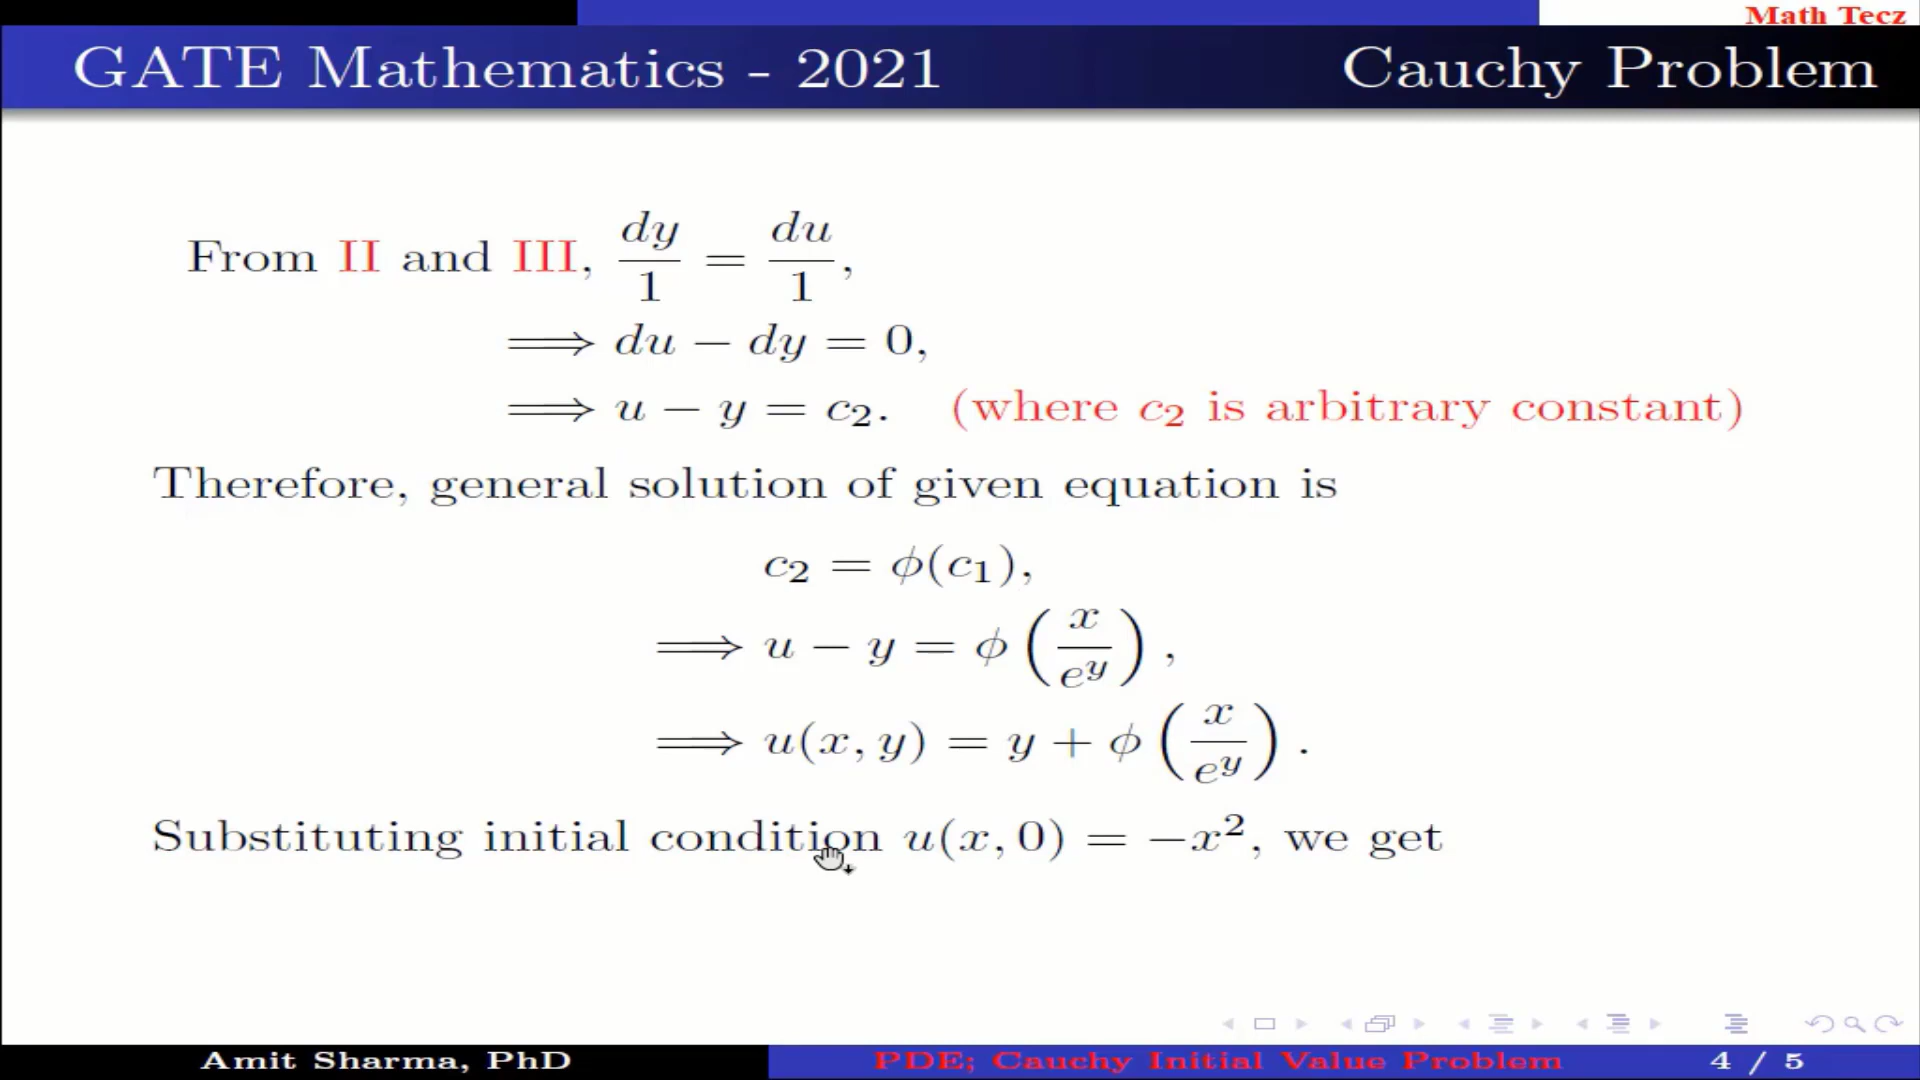 Math Tecz
GATE Mathematics - 2021 Cauchy Problem
From II and III, dy/1 = du/1,
⟹ du − dy = 0,
⟹ u − y = c₂. (where c₂ is arbitrary constant)
Therefore, general solution of given equation is
c₂ = ϕ(c₁),
⟹ u − y = ϕ(x/e^y),
⟹ u(x, y) = y + ϕ(x/e^y).
Substituting initial condition u(x, 0) = −x², we get
Amit Sharma, PhD PDE; Cauchy Initial Value Problem 4 / 5